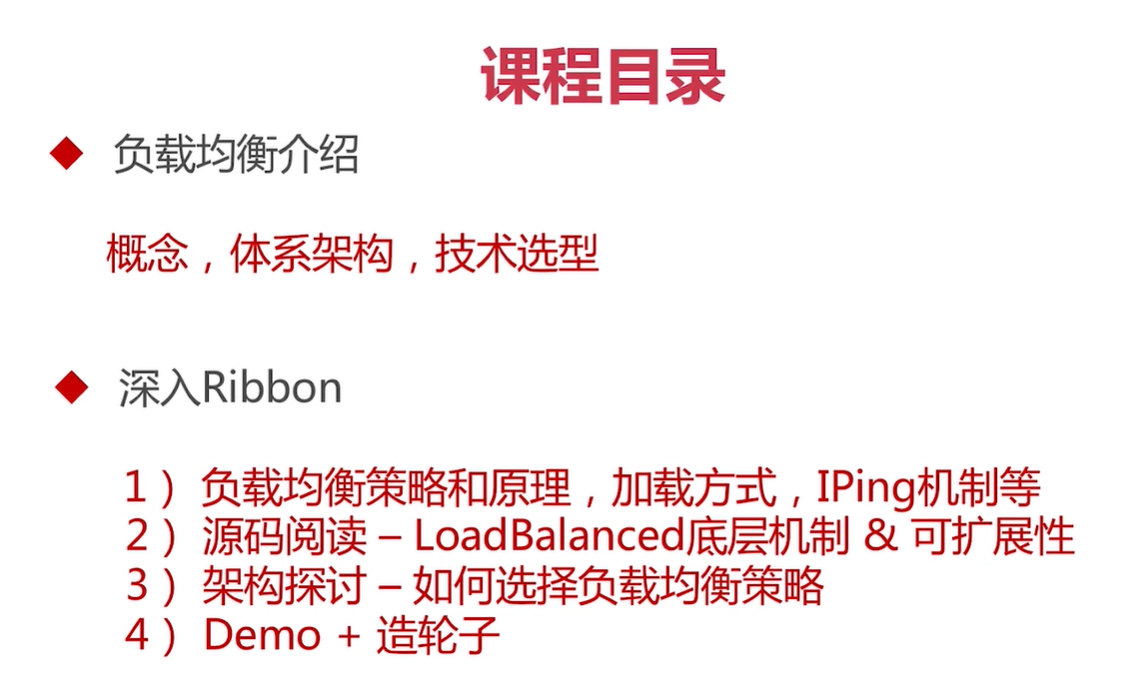 课程目录
负载均衡介绍
概念，体系架构，技术选型
深入Ribbon
1） 负载均衡策略和原理，加载方式，IPing机制等
2） 源码阅读 – LoadBalanced底层机制 & 可扩展性
3） 架构探讨 – 如何选择负载均衡策略
4） Demo + 造轮子